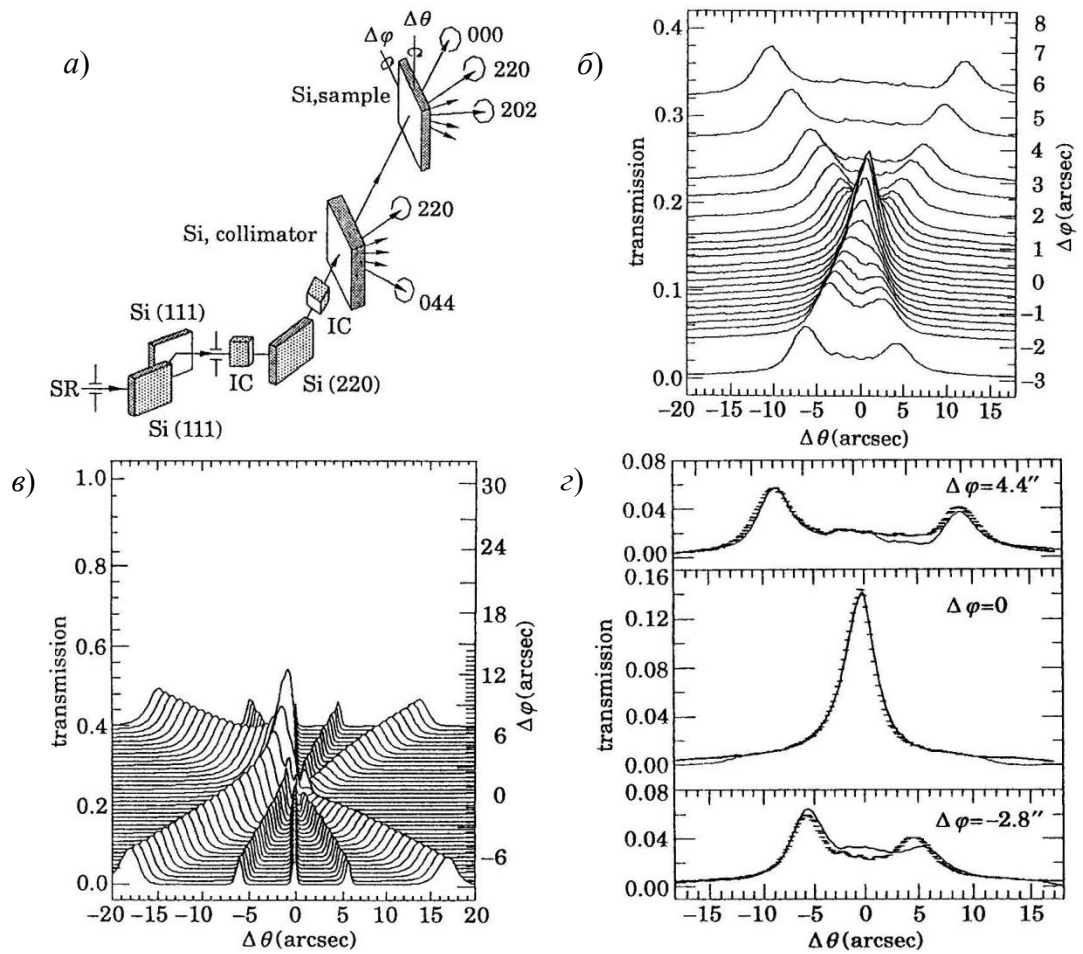 а)
Δφ
Δθ
000
220
202
Si,sample
220
Si, collimator
044
IC
Si (111)
SR
IC
Si (220)
Si (111)
б)
0.4
0.3
0.2
0.1
0.0
transmission
8
7
6
5
4
3
2
1
0
−1
−2
−3
Δφ(arcsec)
−20 −15 −10 −5 0 5 10 15
Δθ(arcsec)
в)
1.0
0.8
0.6
0.4
0.2
0.0
transmission
30
24
18
12
6
0
−6
Δφ(arcsec)
−20 −15 −10 −5 0 5 10 15 20
Δθ(arcsec)
г)
0.08
0.04
0.00
Δφ=4.4″
0.16
0.12
0.08
0.04
0.00
Δφ=0
transmission
0.08
0.04
0.00
Δφ=−2.8″
−15 −10 −5 0 5 10 15
Δθ(arcsec)